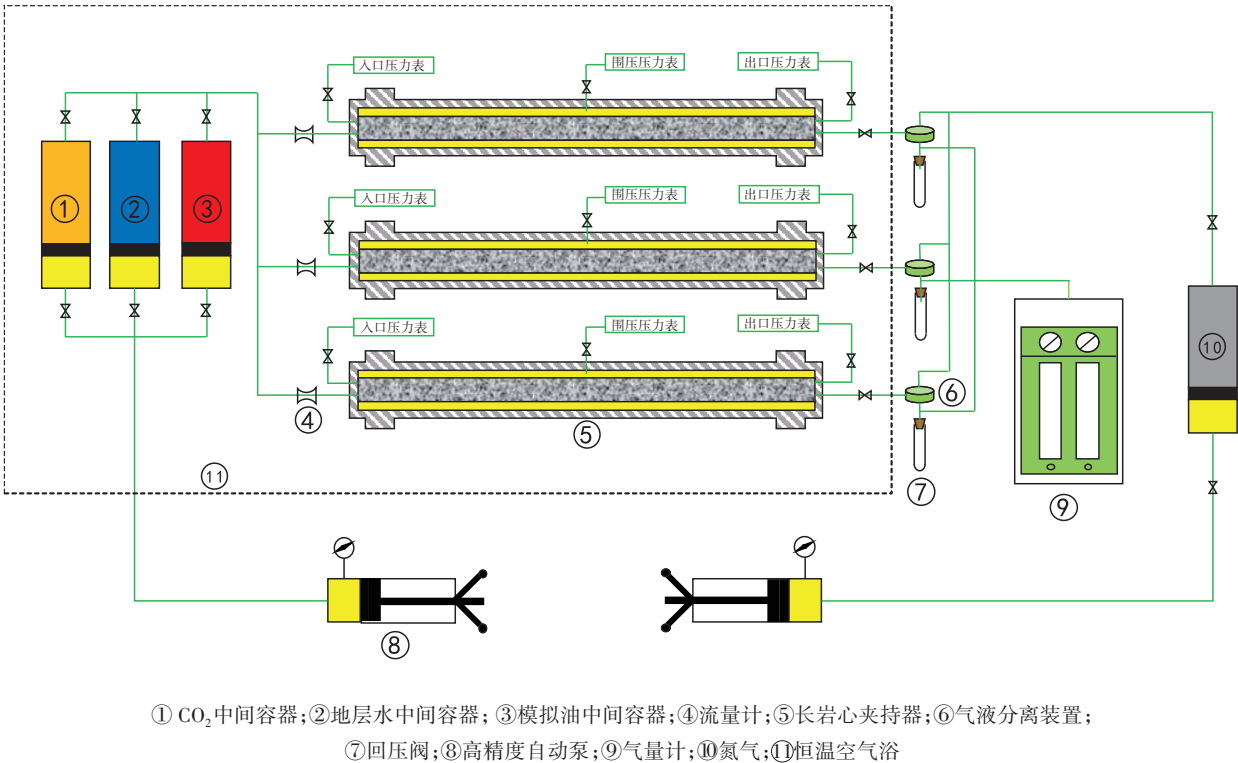 入口压力表 围压压力表 出口压力表
① ② ③
入口压力表 围压压力表 出口压力表
⑩
入口压力表 围压压力表 出口压力表
④ ⑤ ⑥
⑪ ⑦ ⑨
⑧
① CO₂中间容器;②地层水中间容器; ③模拟油中间容器;④流量计;⑤长岩心夹持器;⑥气液分离装置;
⑦回压阀;⑧高精度自动泵;⑨气量计;⑩氮气;⑪恒温空气浴